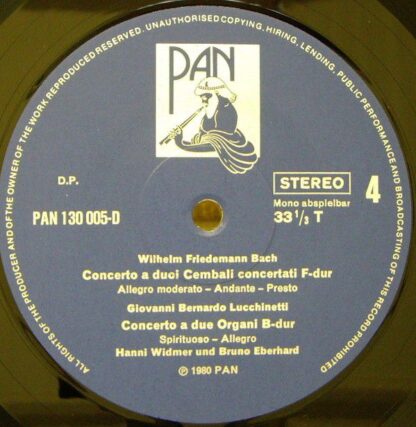 ALL RIGHTS OF THE PRODUCER AND OF THE OWNER OF THE WORK REPRODUCED RESERVED. UNAUTHORISED COPYING, HIRING, LENDING, PUBLIC PERFORMANCE AND BROADCASTING OF THIS RECORD PROHIBITED
PAN
D.P.
STEREO
4
Mono abspielbar
PAN 130 005-D
33 1/3 T
Wilhelm Friedemann Bach
Concerto a duoi Cembali concertati F-dur
Allegro moderato – Andante – Presto
Giovanni Bernardo Lucchinetti
Concerto a due Organi B-dur
Spirituoso – Allegro
Hanni Widmer und Bruno Eberhard
℗ 1980 PAN